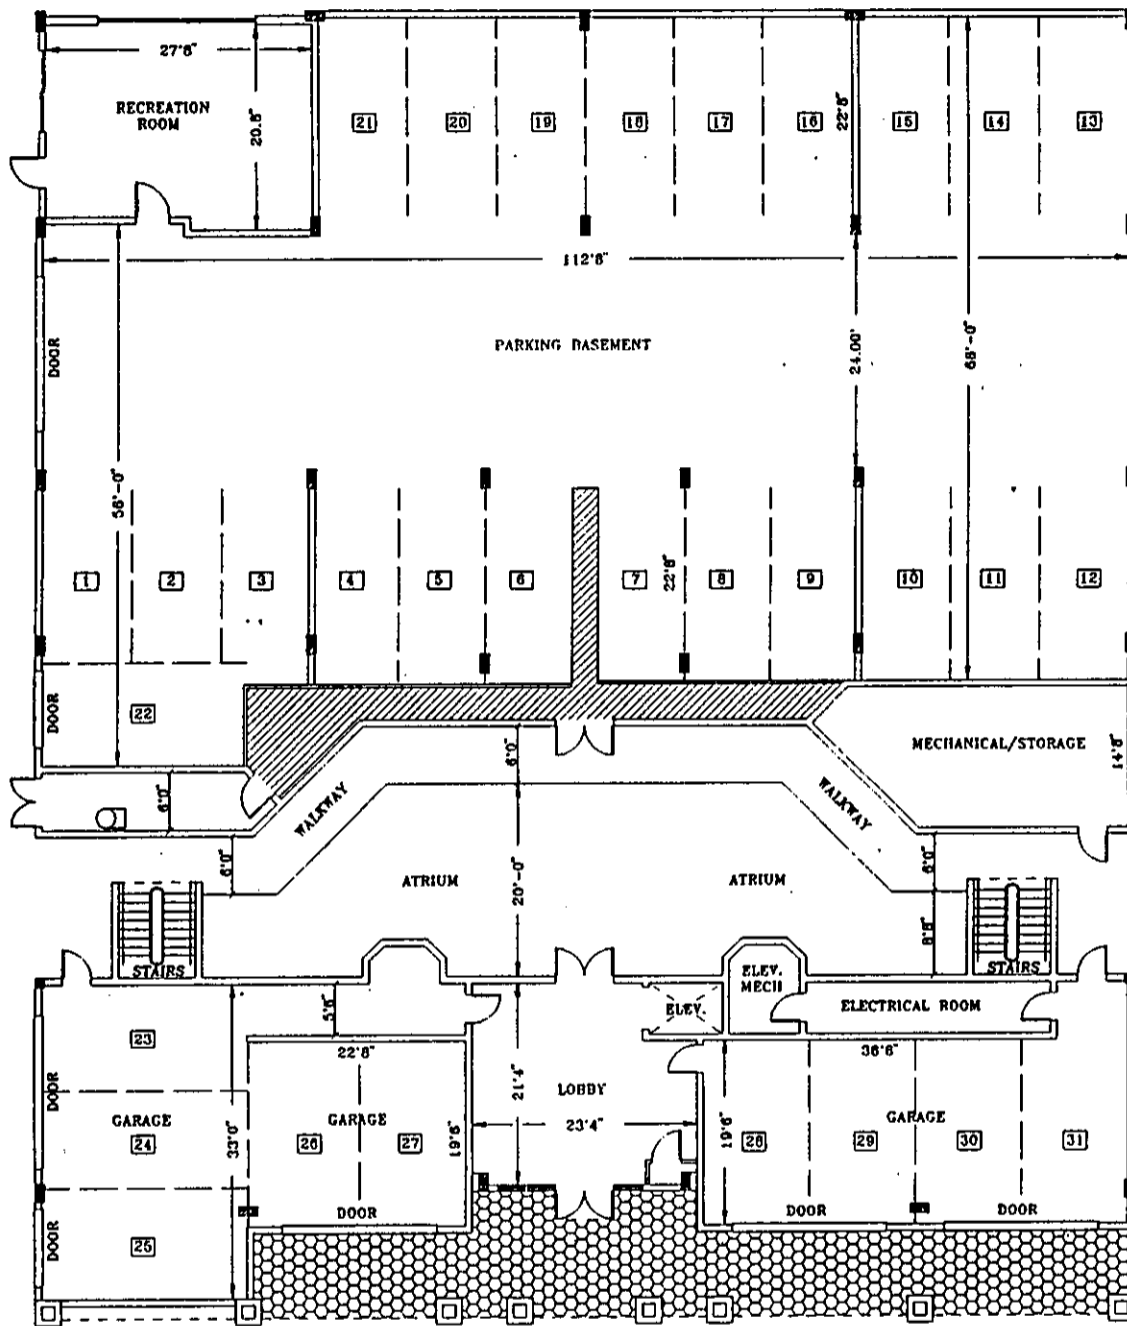 27'6"
RECREATION
ROOM
20.8"
21
20
19
18
17
16
22'8"
15
14
13
112'8"
DOOR
PARKING BASEMENT
24.00'
68'-0"
56'-0"
1
2
3
4
5
6
7
22'8"
8
9
10
11
12
DOOR
22
MECHANICAL/STORAGE
14'8"
6'0"
6'0"
WALKWAY
WALKWAY
6'0"
6'0"
ATRIUM
20'-0"
ATRIUM
8'8"
STAIRS
STAIRS
ELEV.
MECH
ELEV.
ELECTRICAL ROOM
5'6"
23
22'8"
36'8"
DOOR
21'4"
LOBBY
GARAGE
GARAGE
GARAGE
24
33'0"
26
27
19'6"
23'4"
19'6"
28
29
30
31
DOOR
DOOR
DOOR
DOOR
25